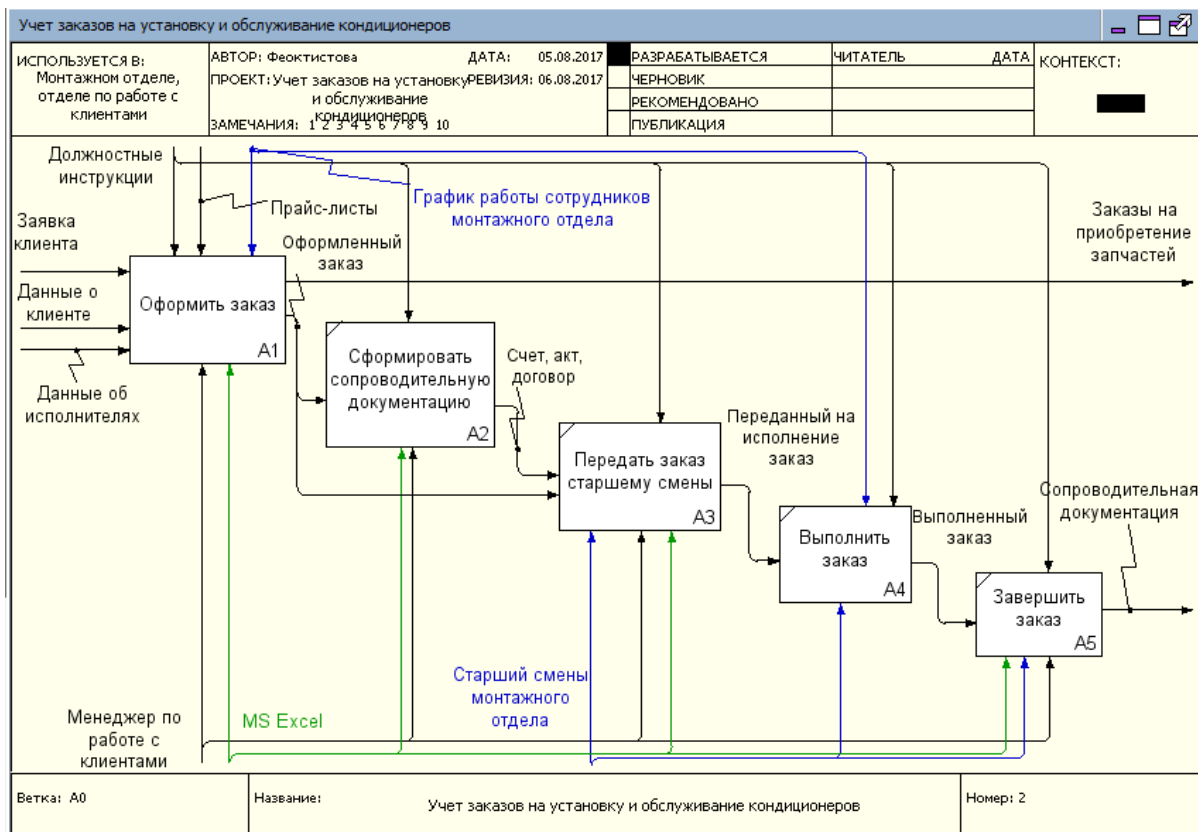 Учет заказов на установку и обслуживание кондиционеров
ИСПОЛЬЗУЕТСЯ В:
Монтажном отделе,
отделе по работе с
клиентами
АВТОР: Феоктистова
ДАТА: 05.08.2017
ПРОЕКТ: Учет заказов на установку
и обслуживание
кондиционеров
РЕВИЗИЯ: 06.08.2017
ЗАМЕЧАНИЯ: 1 2 3 4 5 6 7 8 9 10
РАЗРАБАТЫВАЕТСЯ
ЧЕРНОВИК
РЕКОМЕНДОВАНО
ПУБЛИКАЦИЯ
ЧИТАТЕЛЬ
ДАТА
КОНТЕКСТ:
Должностные
инструкции
Прайс-листы
График работы сотрудников
монтажного отдела
Заявка
клиента
Оформленный
заказ
Заказы на
приобретение
запчастей
Данные о
клиенте
Оформить заказ
A1
Данные об
исполнителях
Сформировать
сопроводительную
документацию
A2
Счет, акт,
договор
Передать заказ
старшему смены
A3
Переданный на
исполнение
заказ
Выполнить
заказ
A4
Выполненный
заказ
Сопроводительная
документация
Завершить
заказ
A5
Старший смены
монтажного
отдела
MS Excel
Менеджер по
работе с
клиентами
Ветка: A0
Название:
Учет заказов на установку и обслуживание кондиционеров
Номер: 2